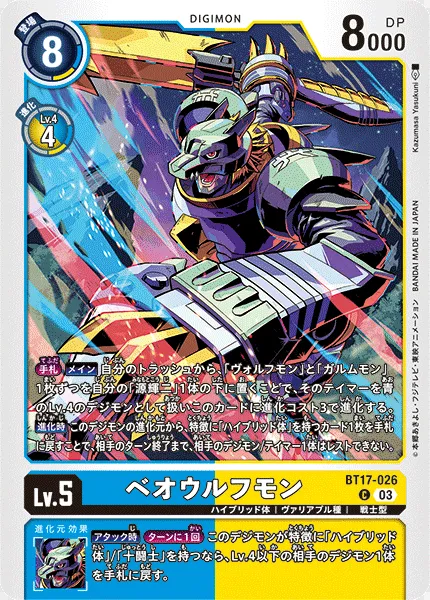 DIGIMON
登場
8
DP
8000
進化
Lv.4
4
Kazumasa Yasukuni
BANDAI MADE IN JAPAN
©本郷あきよし・フジテレビ・東映アニメーション
手札 メイン 自分のトラッシュから、「ヴォルフモン」と「ガルムモン」
1枚ずつを自分の「源輝二」1体の下に置くことで、そのテイマーを青
のLv.4のデジモンとして扱いこのカードに進化コスト3で進化する。
進化時 このデジモンの進化元から、特徴に「ハイブリッド体」を持つカード1枚を手札
に戻すことで、相手のターン終了まで、相手のデジモン/テイマー1体はレストできない。
Lv.5
ベオウルフモン
BT17-026
C 03
ハイブリッド体 | ヴァリアブル種 | 戦士型
進化元効果
アタック時 ターンに1回 このデジモンが特徴に「ハイブリッド
体」/「十闘士」を持つなら、Lv.4以下の相手のデジモン1体
を手札に戻す。